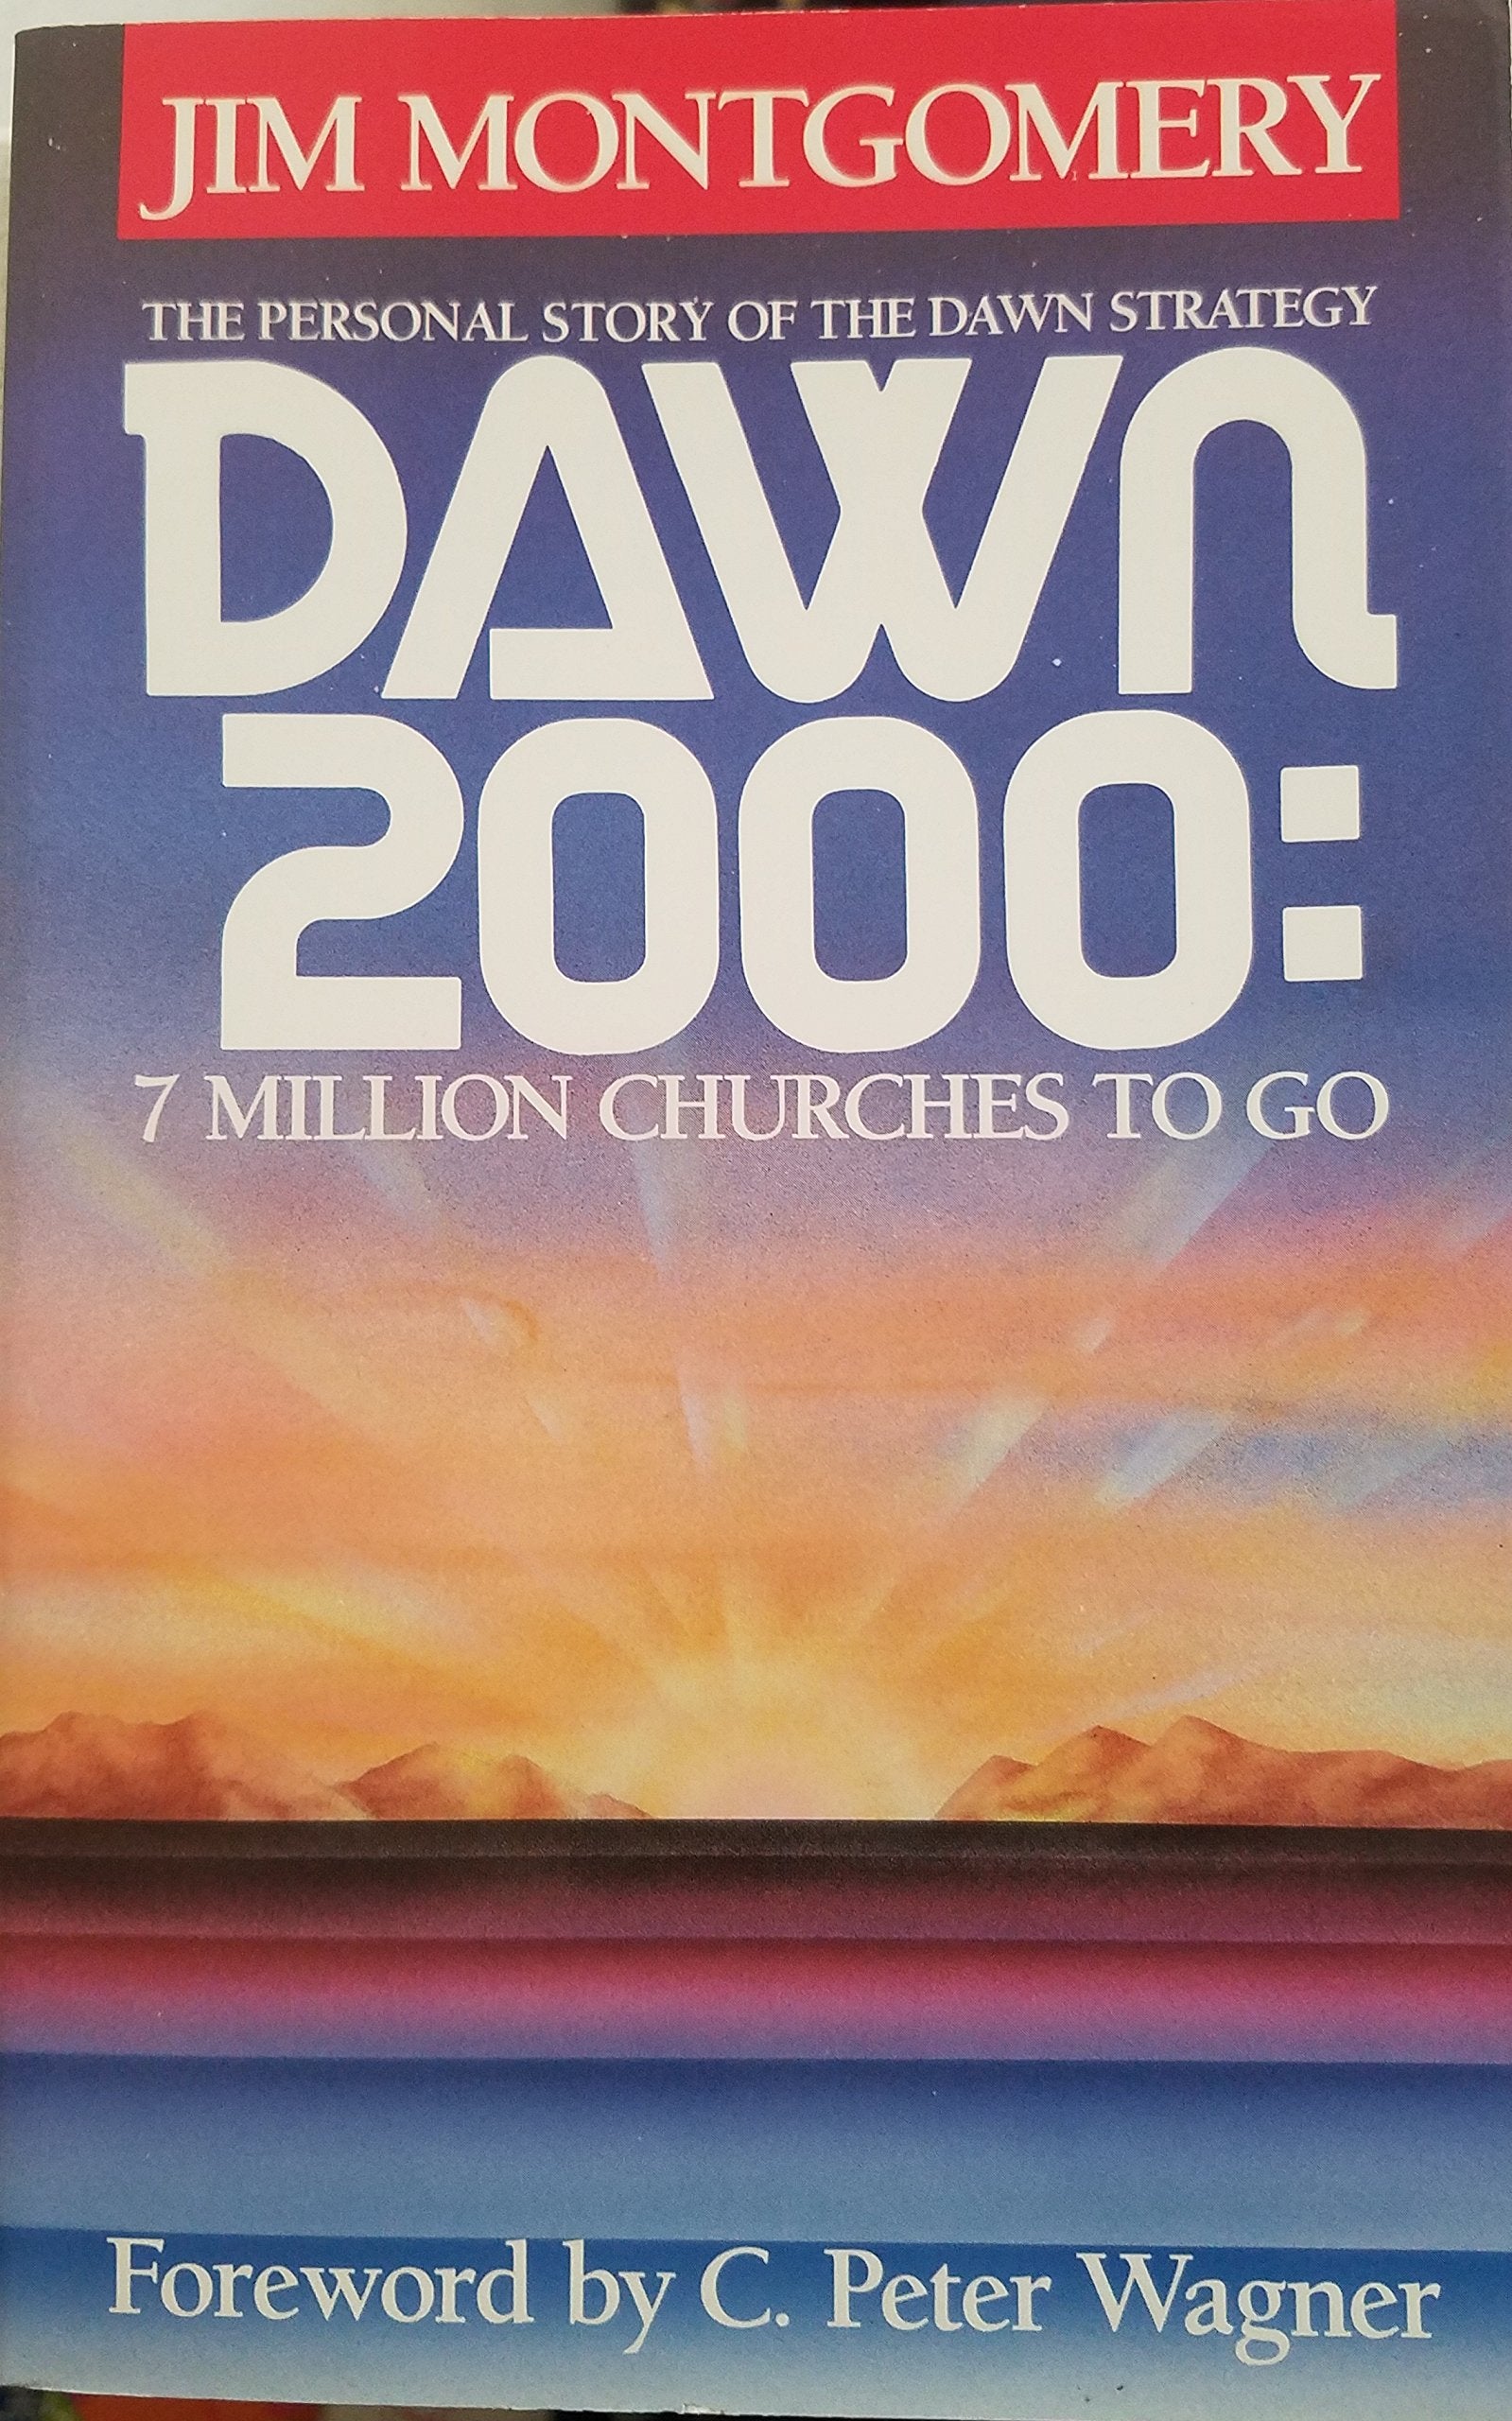 JIM MONTGOMERY
THE PERSONAL STORY OF THE DAWN STRATEGY
DAWN
2000:
7 MILLION CHURCHES TO GO
Foreword by C. Peter Wagner